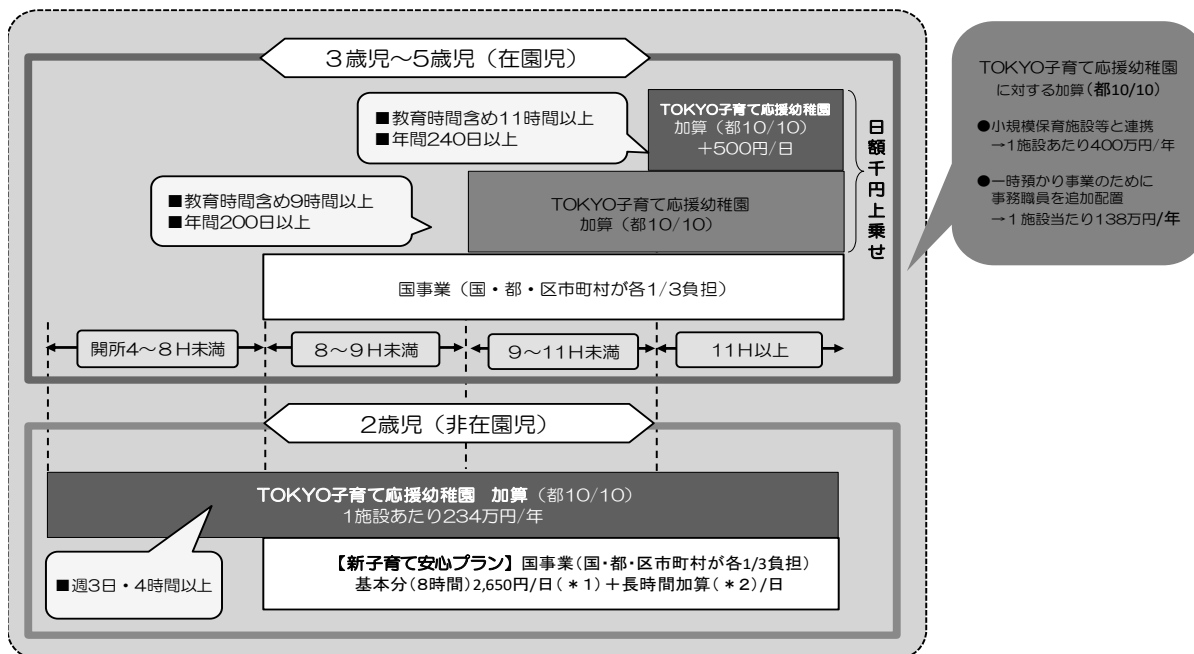 3歳児～5歳児（在園児）
■教育時間含め11時間以上
■年間240日以上
TOKYO子育て応援幼稚園
加算（都10/10）
＋500円/日
■教育時間含め9時間以上
■年間200日以上
TOKYO子育て応援幼稚園
加算（都10/10）
日額千円上乗せ
国事業（国・都・区市町村が各1/3負担）
開所4～8H未満
8～9H未満
9～11H未満
11H以上
TOKYO子育て応援幼稚園
に対する加算（都10/10）
●小規模保育施設等と連携
→1施設あたり400万円/年
●一時預かり事業のために
事務職員を追加配置
→1施設当たり138万円/年
2歳児（非在園児）
TOKYO子育て応援幼稚園 加算（都10/10）
1施設あたり234万円/年
■週3日・4時間以上
【新子育て安心プラン】国事業（国・都・区市町村が各1/3負担）
基本分（8時間）2,650円/日（＊1）＋長時間加算（＊2）/日